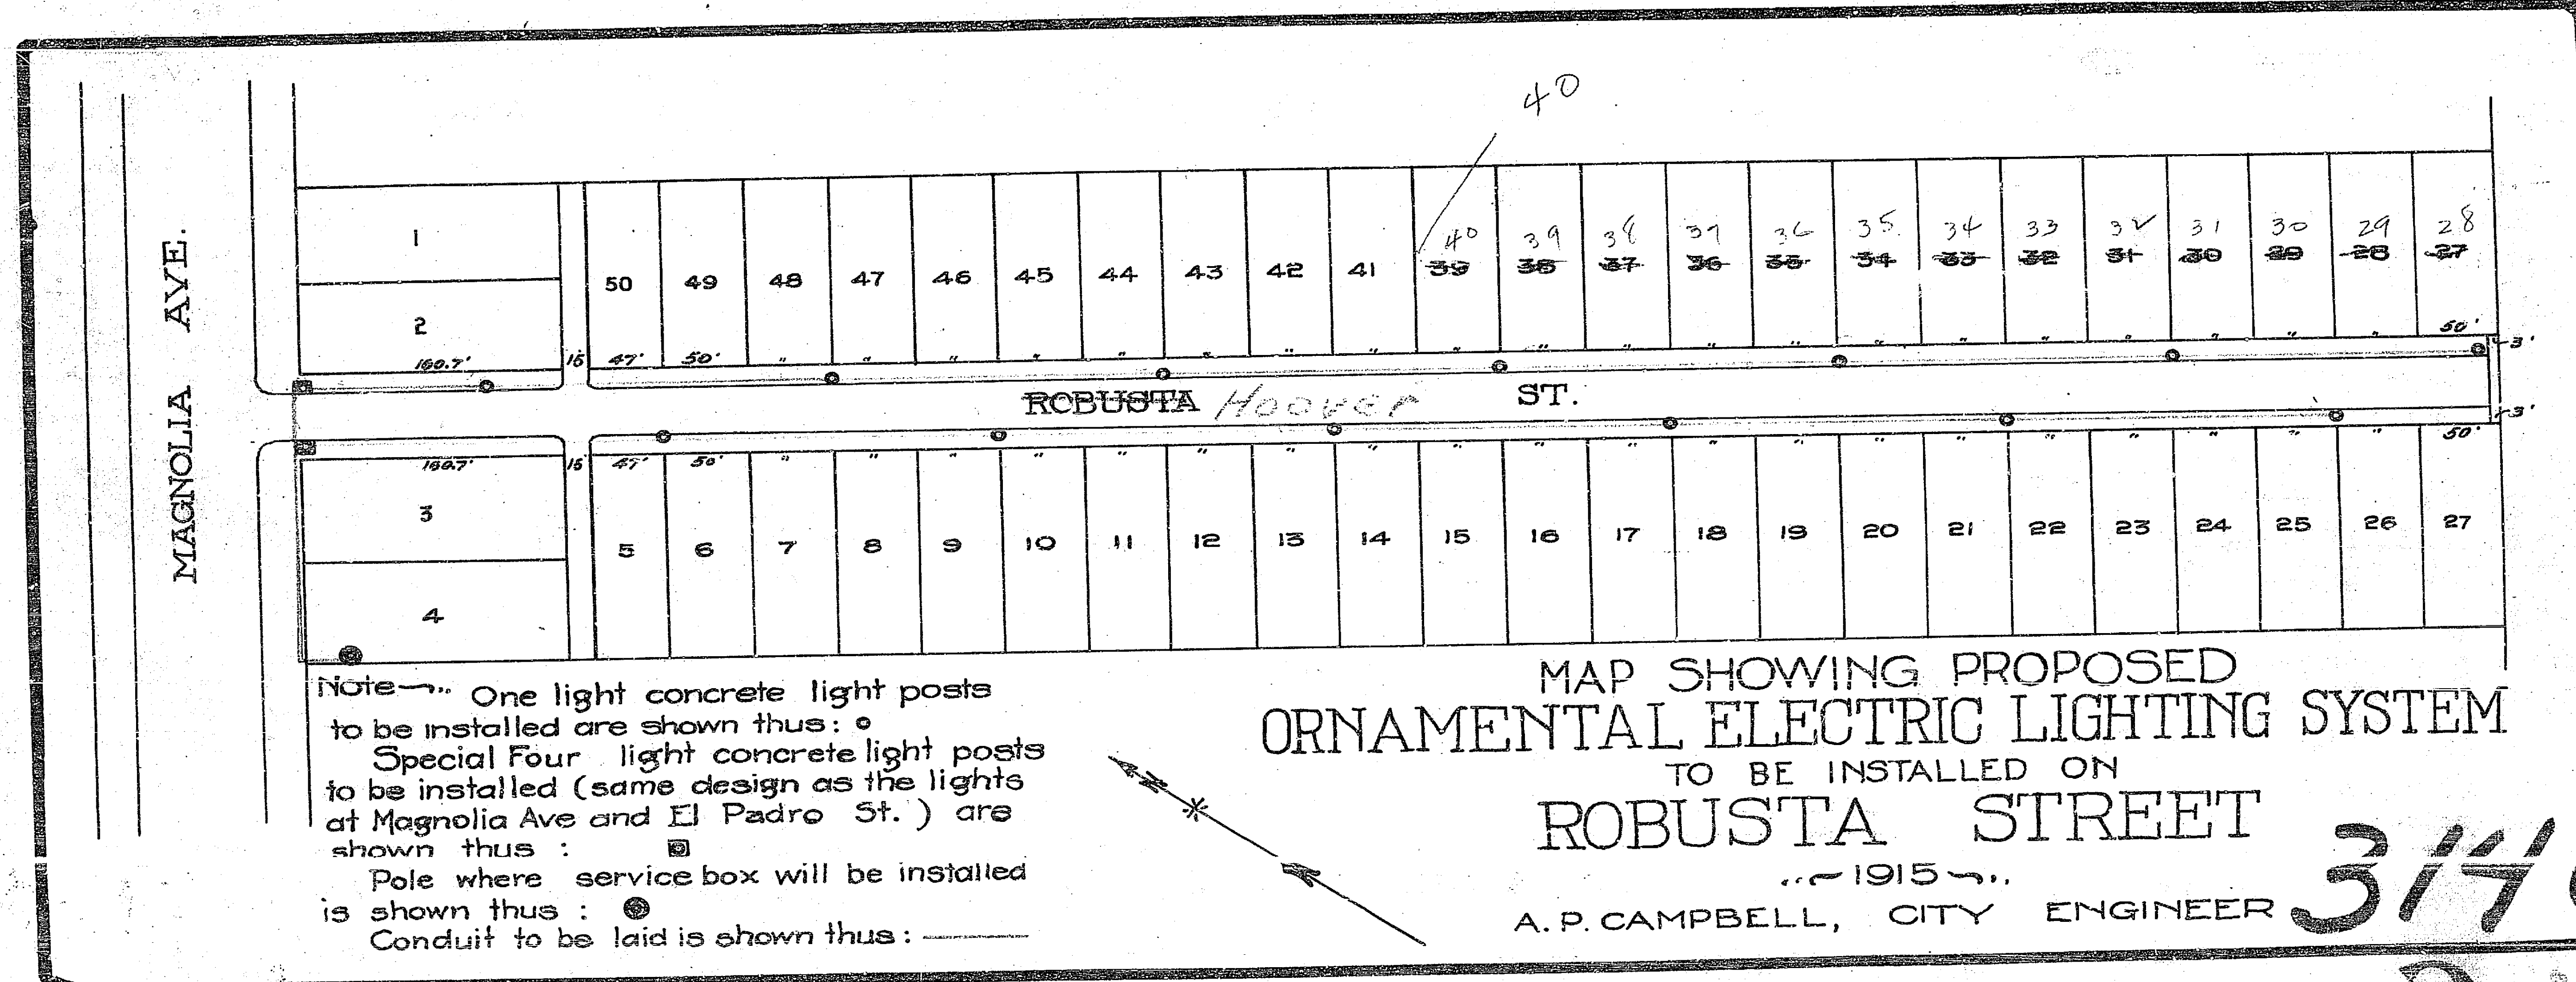 40
MAGNOLIA AVE.
1
2
160.7'
15'
50 49 48 47 46 45 44 43 42 41
40 39 38 37 36 35 34 33 32 31 30 29 28
39 38 37 36 35 34 33 32 31 30 29 28 27
47' 50' " " " " " " " " " " " " " " " " " " " " 50'
3'
ROBUSTA Hoover ST.
3'
160.7'
15'
47' 50' " " " " " " " " " " " " " " " " " " " " 50'
3
4
5 6 7 8 9 10 11 12 13 14 15 16 17 18 19 20 21 22 23 24 25 26 27
Note One light concrete light posts
to be installed are shown thus:
Special Four light concrete light posts
to be installed (same design as the lights
at Magnolia Ave and El Padro St.) are
shown thus :
Pole where service box will be installed
is shown thus :
Conduit to be laid is shown thus:
N
MAP SHOWING PROPOSED
ORNAMENTAL ELECTRIC LIGHTING SYSTEM
TO BE INSTALLED ON
ROBUSTA STREET
1915
A. P. CAMPBELL, CITY ENGINEER
314